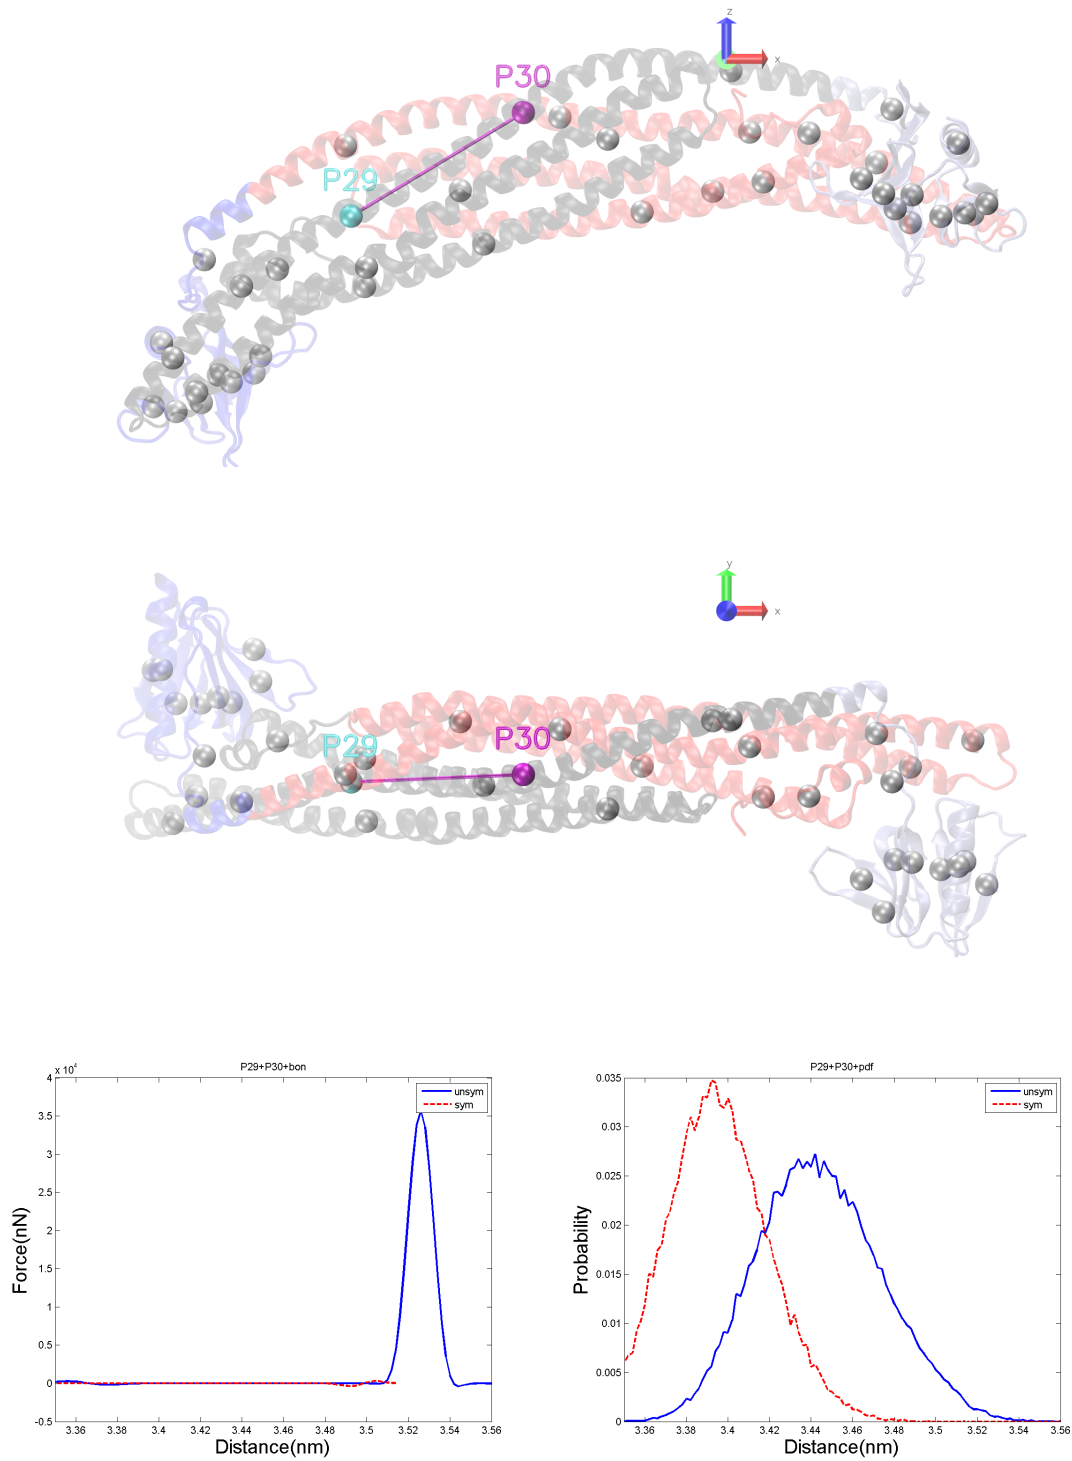 z
x
P30
P29
y
x
P29
P30
P29+P30+bon
x 10^4
unsym
sym
4
3.5
3
2.5
2
1.5
1
0.5
0
-0.5
Force(nN)
3.36 3.38 3.4 3.42 3.44 3.46 3.48 3.5 3.52 3.54 3.56
Distance(nm)
P29+P30+pdf
unsym
sym
0.035
0.03
0.025
0.02
0.015
0.01
0.005
0
Probability
3.36 3.38 3.4 3.42 3.44 3.46 3.48 3.5 3.52 3.54 3.56
Distance(nm)